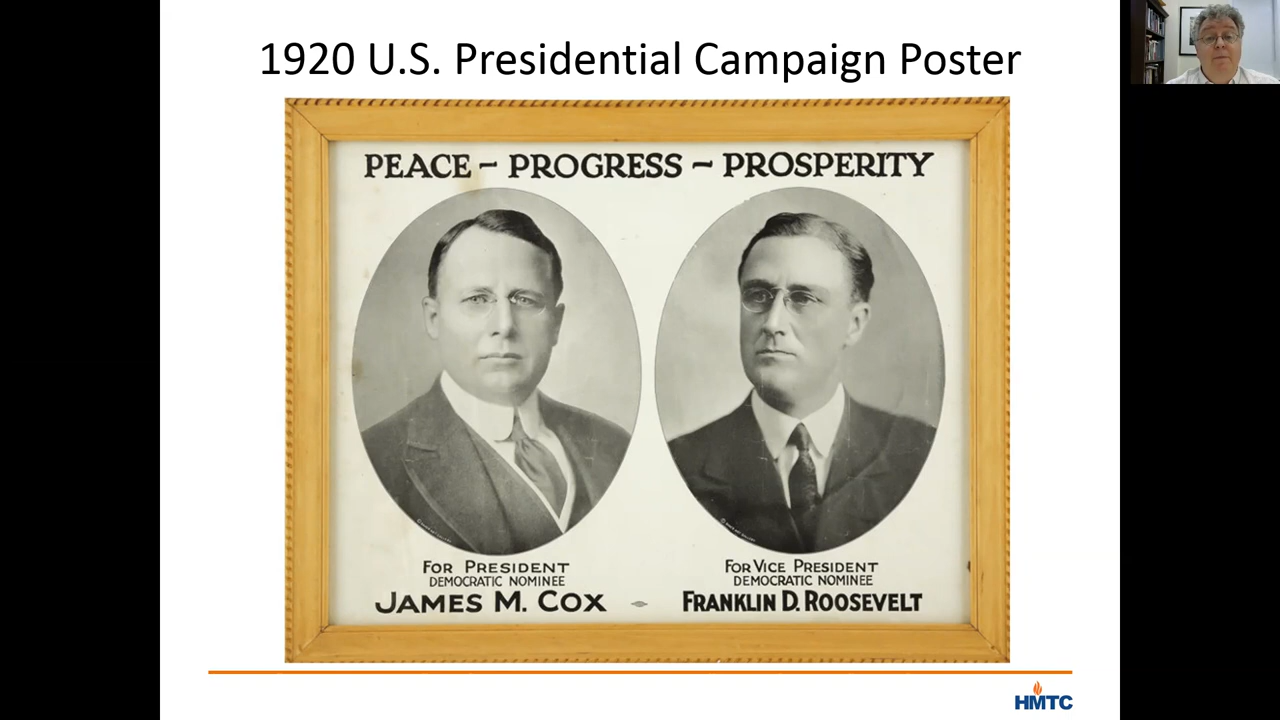 1920 U.S. Presidential Campaign Poster
PEACE – PROGRESS – PROSPERITY
FOR PRESIDENT
DEMOCRATIC NOMINEE
JAMES M. COX
FOR VICE PRESIDENT
DEMOCRATIC NOMINEE
FRANKLIN D. ROOSEVELT
HMTC